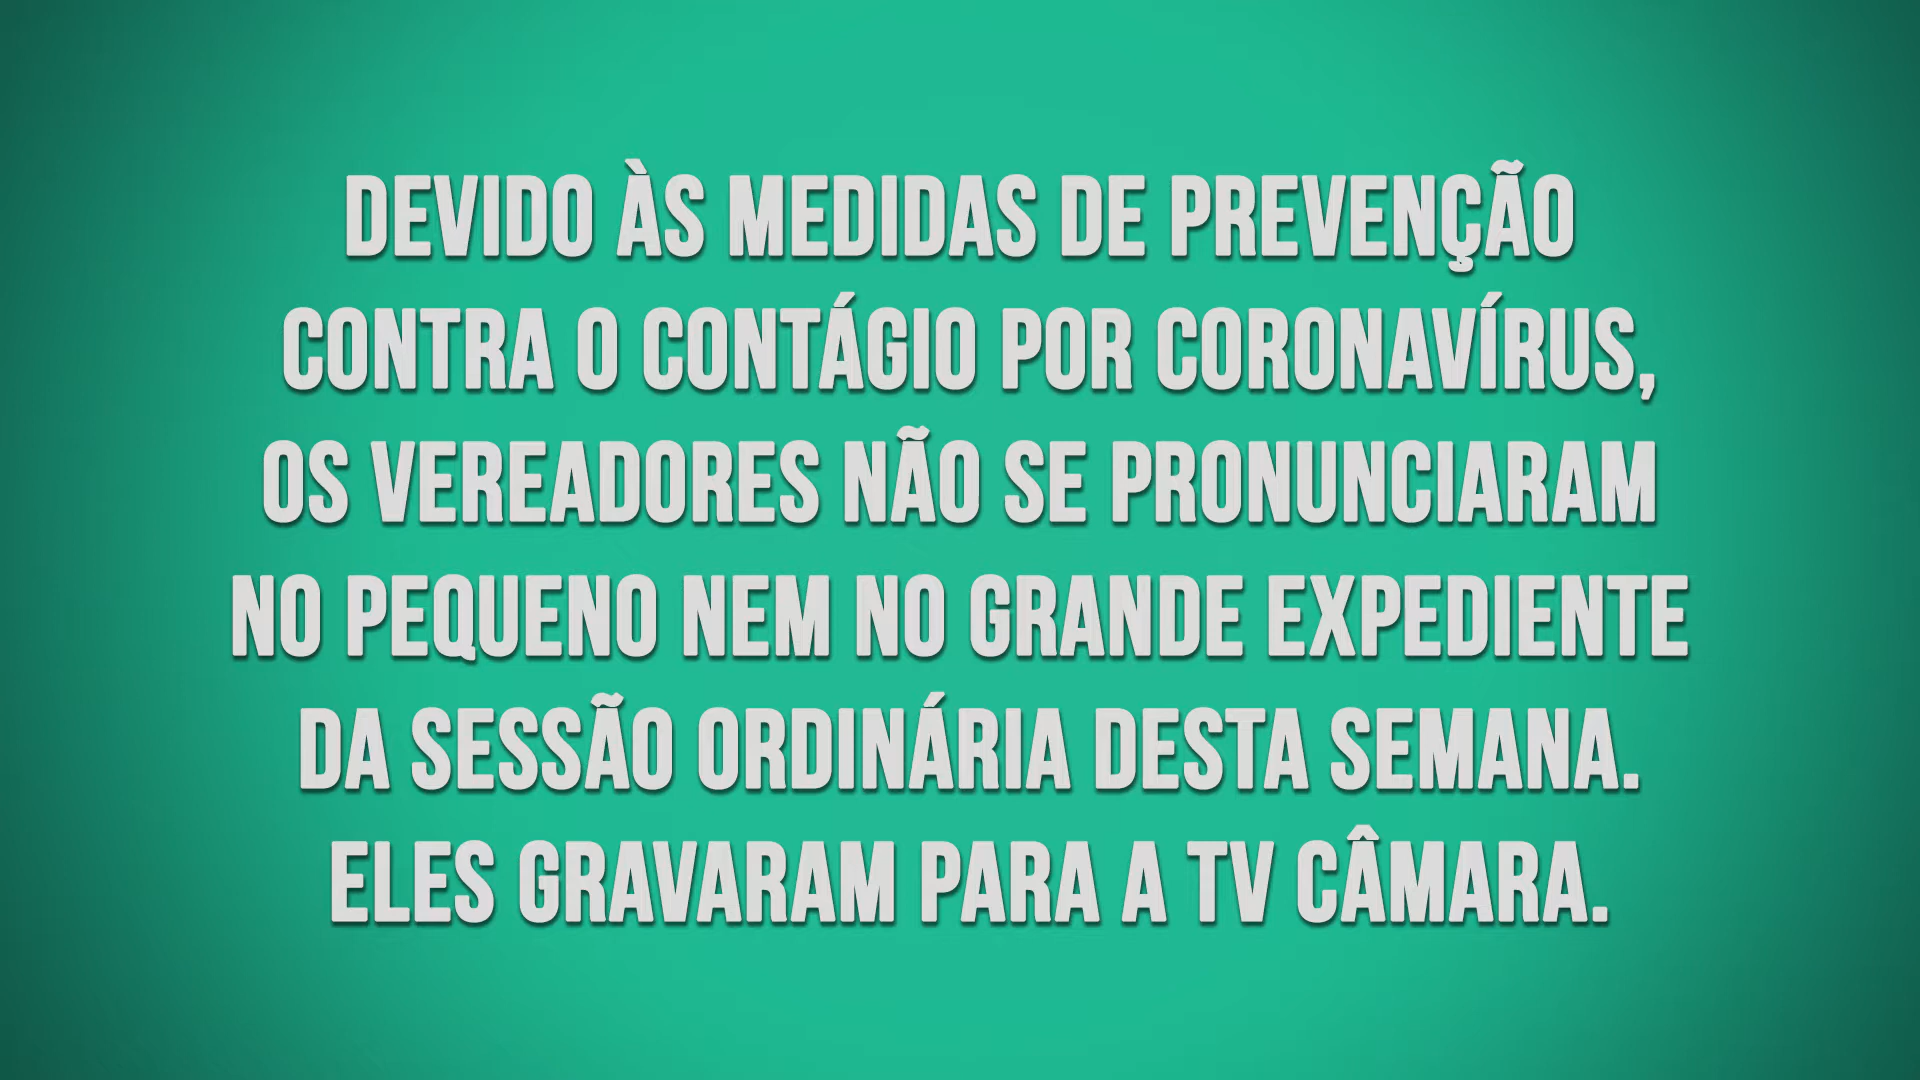 DEVIDO ÀS MEDIDAS DE PREVENÇÃO
CONTRA O CONTÁGIO POR CORONAVÍRUS,
OS VEREADORES NÃO SE PRONUNCIARAM
NO PEQUENO NEM NO GRANDE EXPEDIENTE
DA SESSÃO ORDINÁRIA DESTA SEMANA.
ELES GRAVARAM PARA A TV CÂMARA.